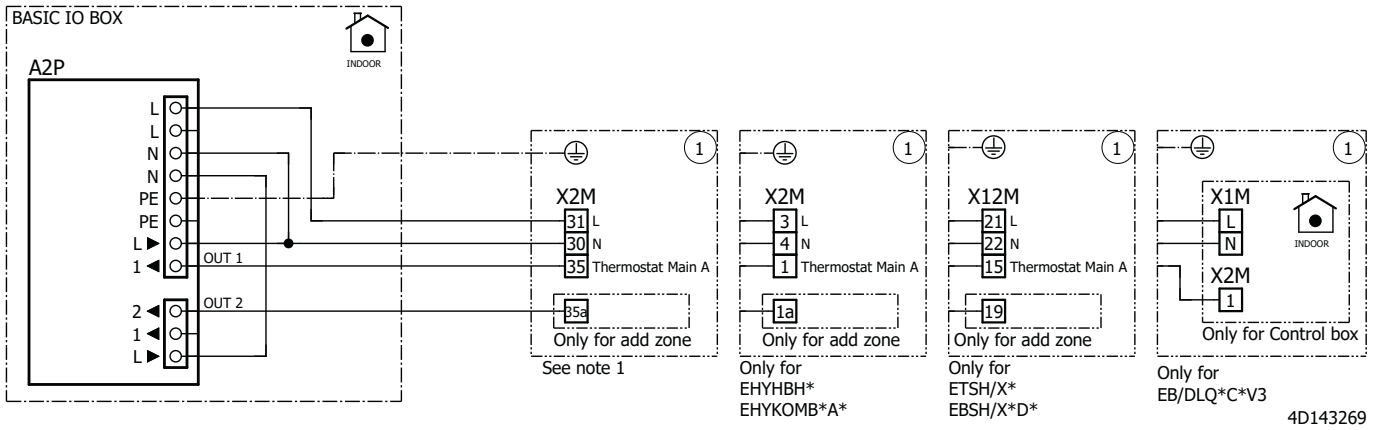 BASIC IO BOX
INDOOR
A2P
L
L
N
N
PE
PE
L ▶
1 ◀ OUT 1
2 ◀ OUT 2
1 ◀
L ▶
1
X2M
31 L
30 N
35 Thermostat Main A
35a
Only for add zone
See note 1
1
X2M
3 L
4 N
1 Thermostat Main A
1a
Only for add zone
Only for
EHYHBH*
EHYKOMB*A*
1
X12M
21 L
22 N
15 Thermostat Main A
19
Only for add zone
Only for
ETSH/X*
EBSH/X*D*
1
X1M
L
N
INDOOR
X2M
1
Only for Control box
Only for
EB/DLQ*C*V3
4D143269